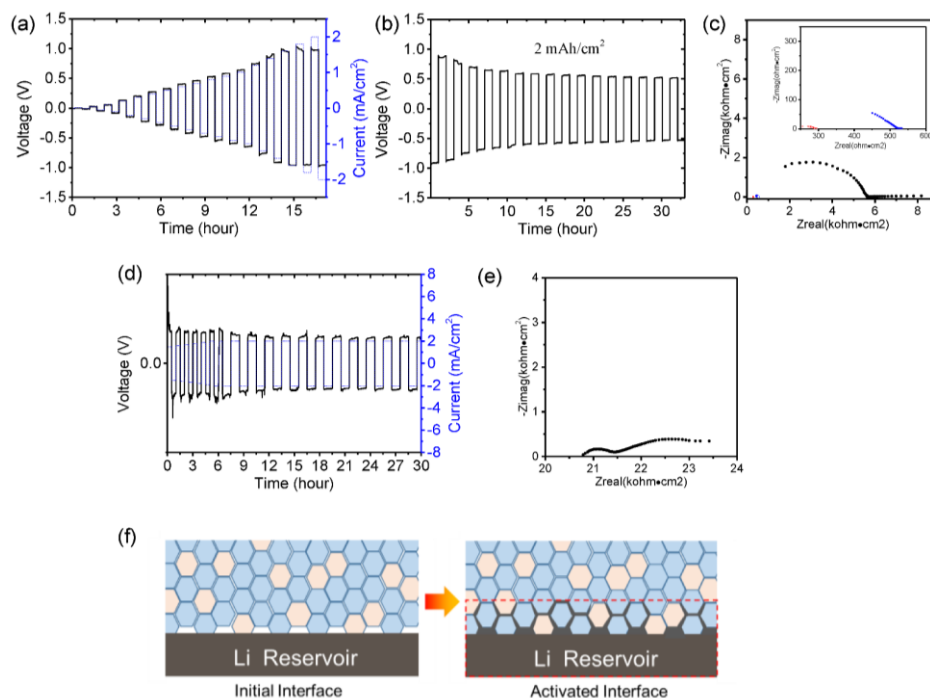 (a)
1.5
1.0
0.5
0.0
-0.5
-1.0
-1.5
Voltage (V)
0 3 6 9 12 15
Time (hour)
2
1
0
-1
-2
Current (mA/cm²)
(b)
1.5
1.0
0.5
0.0
-0.5
-1.0
-1.5
Voltage (V)
2 mAh/cm²
5 10 15 20 25 30
Time (hour)
(c)
8
6
4
2
0
-Zimag(kohm•cm2)
2 4 6 8
Zreal(kohm•cm2)
300
200
100
0
-Zimag(ohm•cm2)
300 400 500 600
Zreal(ohm•cm2)
(d)
0.0
Voltage (V)
0 3 6 9 12 15 18 21 24 27 30
Time (hour)
8
6
4
2
0
-2
-4
-6
-8
Current (mA/cm²)
(e)
4
3
2
1
0
-Zimag(kohm•cm²)
20 21 22 23 24
Zreal(kohm•cm2)
(f)
Li Reservoir
Initial Interface
Li Reservoir
Activated Interface